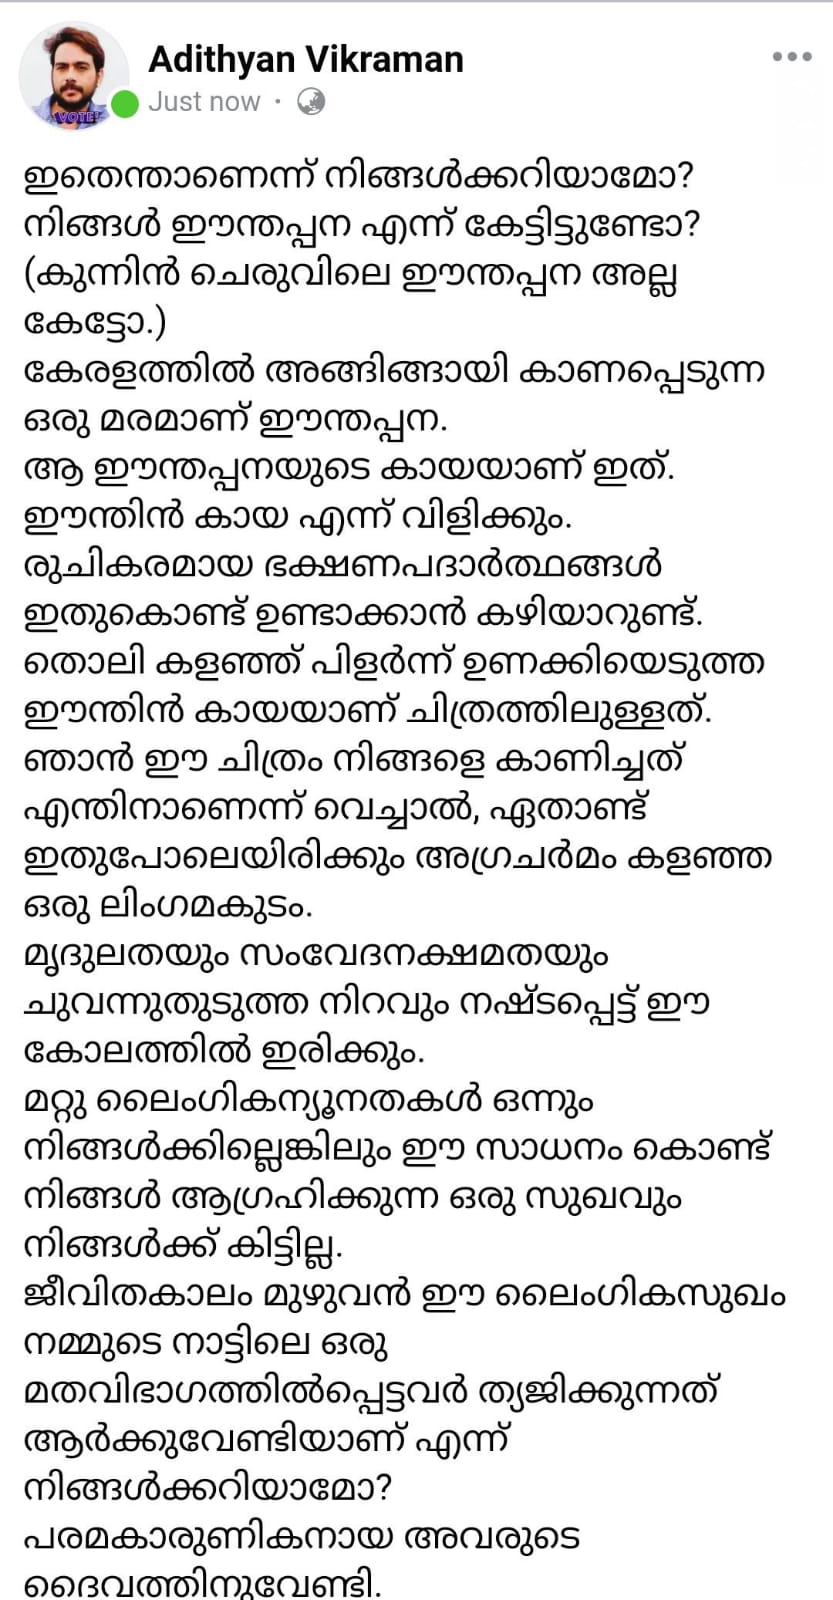 Adithyan Vikraman
Just now ·
VOTE!
ഇതെന്താണെന്ന് നിങ്ങൾക്കറിയാമോ?
നിങ്ങൾ ഈന്തപ്പന എന്ന് കേട്ടിട്ടുണ്ടോ?
(കുന്നിൻ ചെരുവിലെ ഈന്തപ്പന അല്ല
കേട്ടോ.)
കേരളത്തിൽ അങ്ങിങ്ങായി കാണപ്പെടുന്ന
ഒരു മരമാണ് ഈന്തപ്പന.
ആ ഈന്തപ്പനയുടെ കായയാണ് ഇത്.
ഈന്തിൻ കായ എന്ന് വിളിക്കും.
രുചികരമായ ഭക്ഷണപദാർത്ഥങ്ങൾ
ഇതുകൊണ്ട് ഉണ്ടാക്കാൻ കഴിയാറുണ്ട്.
തൊലി കളഞ്ഞ് പിളർന്ന് ഉണക്കിയെടുത്ത
ഈന്തിൻ കായയാണ് ചിത്രത്തിലുള്ളത്.
ഞാൻ ഈ ചിത്രം നിങ്ങളെ കാണിച്ചത്
എന്തിനാണെന്ന് വെച്ചാൽ, ഏതാണ്ട്
ഇതുപോലെയിരിക്കും അഗ്രചർമം കളഞ്ഞ
ഒരു ലിംഗമകുടം.
മൃദുലതയും സംവേദനക്ഷമതയും
ചുവന്നുതുടുത്ത നിറവും നഷ്ടപ്പെട്ട് ഈ
കോലത്തിൽ ഇരിക്കും.
മറ്റു ലൈംഗികന്യൂനതകൾ ഒന്നും
നിങ്ങൾക്കില്ലെങ്കിലും ഈ സാധനം കൊണ്ട്
നിങ്ങൾ ആഗ്രഹിക്കുന്ന ഒരു സുഖവും
നിങ്ങൾക്ക് കിട്ടില്ല.
ജീവിതകാലം മുഴുവൻ ഈ ലൈംഗികസുഖം
നമ്മുടെ നാട്ടിലെ ഒരു
മതവിഭാഗത്തിൽപ്പെട്ടവർ ത്യജിക്കുന്നത്
ആർക്കുവേണ്ടിയാണ് എന്ന്
നിങ്ങൾക്കറിയാമോ?
പരമകാരുണികനായ അവരുടെ
ദൈവത്തിനുവേണ്ടി.